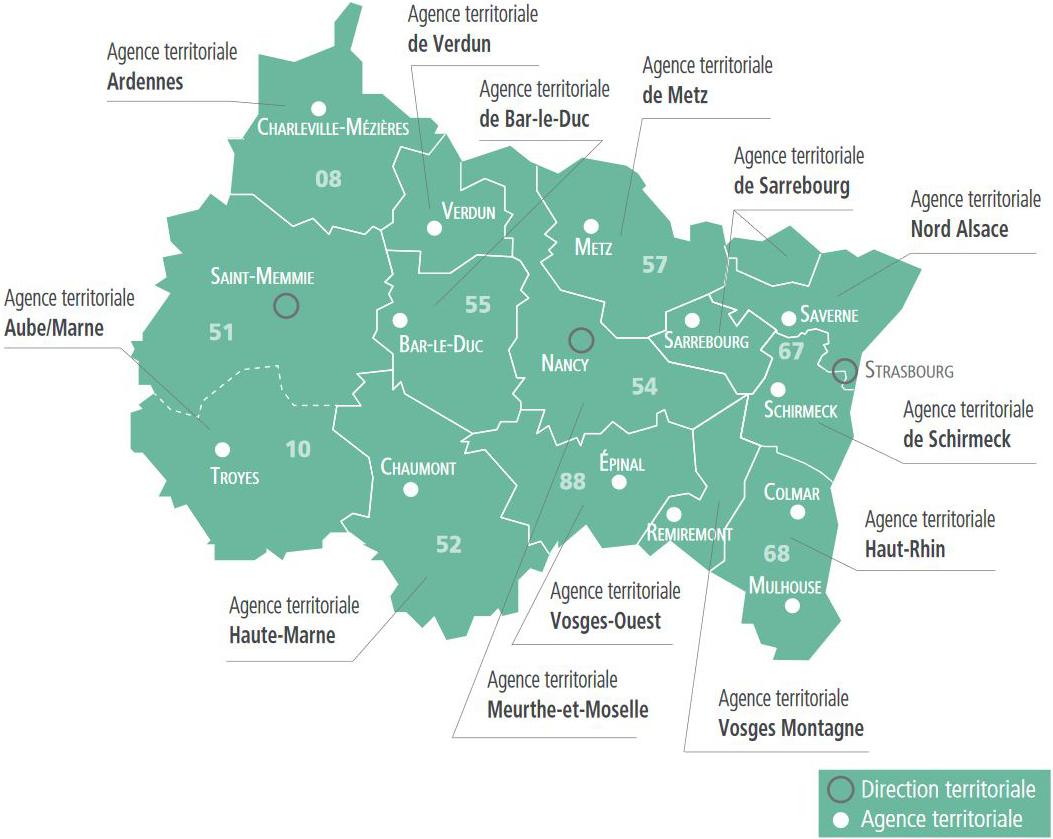 Agence territoriale
de Verdun
Agence territoriale
Ardennes
Agence territoriale
de Metz
Agence territoriale
de Bar-le-Duc
CHARLEVILLE-MÉZIÈRES
Agence territoriale
de Sarrebourg
08
Agence territoriale
Nord Alsace
VERDUN
METZ
57
SAINT-MEMMIE
Agence territoriale
Aube/Marne
55
51
SAVERNE
BAR-LE-DUC
SARREBOURG
67
NANCY
STRASBOURG
54
SCHIRMECK
Agence territoriale
de Schirmeck
10
TROYES
CHAUMONT
ÉPINAL
88
COLMAR
REMIREMONT
Agence territoriale
Haut-Rhin
52
68
MULHOUSE
Agence territoriale
Haute-Marne
Agence territoriale
Vosges-Ouest
Agence territoriale
Meurthe-et-Moselle
Agence territoriale
Vosges Montagne
Direction territoriale
Agence territoriale